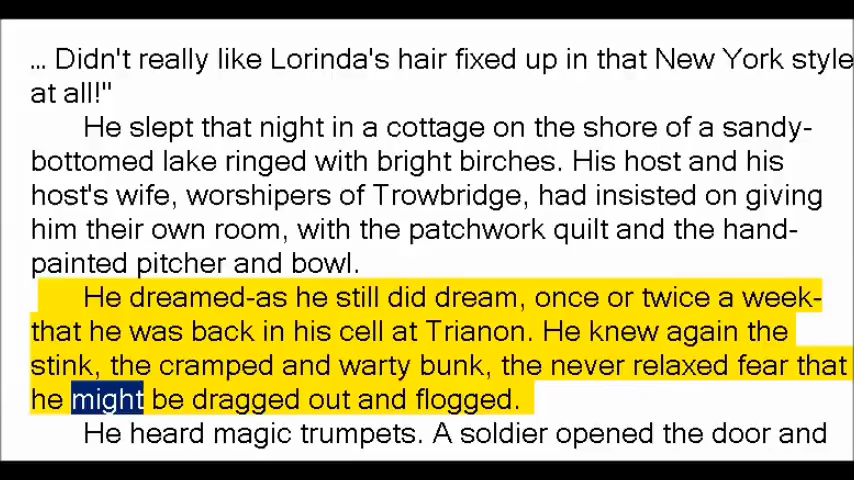 ... Didn't really like Lorinda's hair fixed up in that New York style
at all!"
He slept that night in a cottage on the shore of a sandy-
bottomed lake ringed with bright birches. His host and his
host's wife, worshipers of Trowbridge, had insisted on giving
him their own room, with the patchwork quilt and the hand-
painted pitcher and bowl.
He dreamed-as he still did dream, once or twice a week-
that he was back in his cell at Trianon. He knew again the
stink, the cramped and warty bunk, the never relaxed fear that
he might be dragged out and flogged.
He heard magic trumpets. A soldier opened the door and